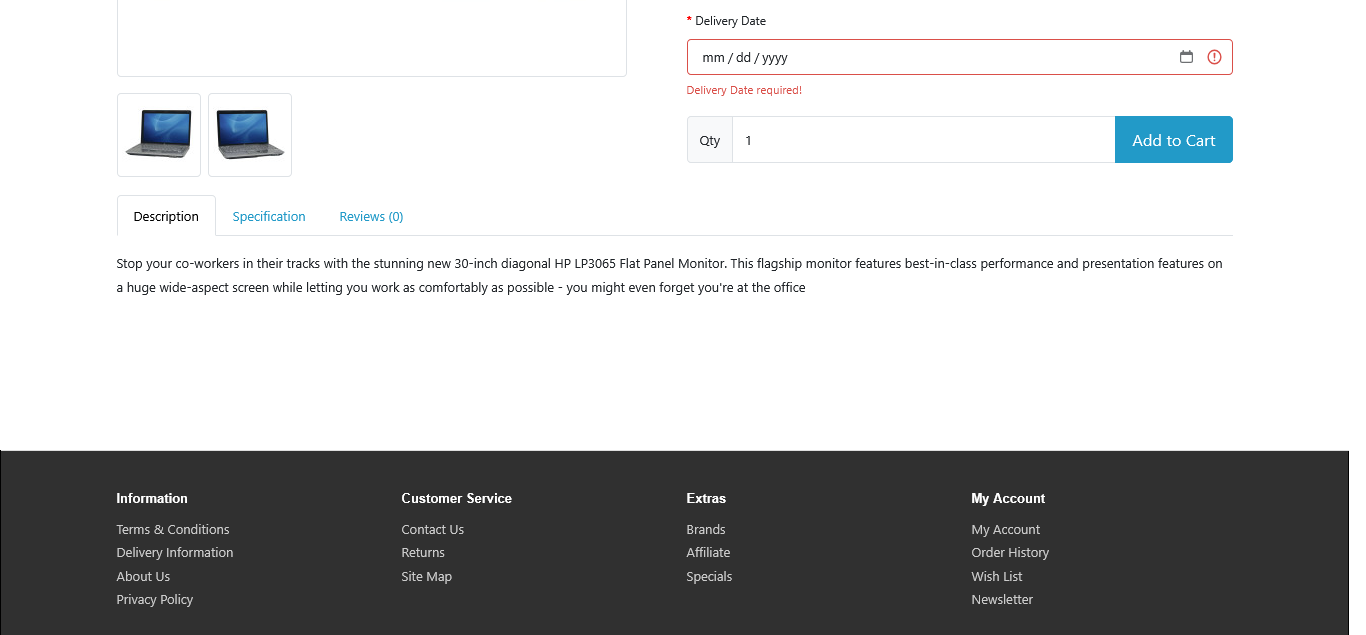 * Delivery Date
mm / dd / yyyy
Delivery Date required!
Qty
1
Add to Cart
Description
Specification
Reviews (0)
Stop your co-workers in their tracks with the stunning new 30-inch diagonal HP LP3065 Flat Panel Monitor. This flagship monitor features best-in-class performance and presentation features on
a huge wide-aspect screen while letting you work as comfortably as possible - you might even forget you're at the office
Information
Terms & Conditions
Delivery Information
About Us
Privacy Policy
Customer Service
Contact Us
Returns
Site Map
Extras
Brands
Affiliate
Specials
My Account
My Account
Order History
Wish List
Newsletter